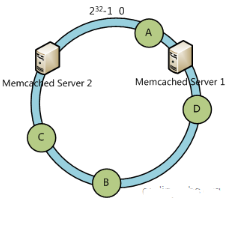 2³²-1 0
A
Memcached Server 2
Memcached Server 1
D
C
B